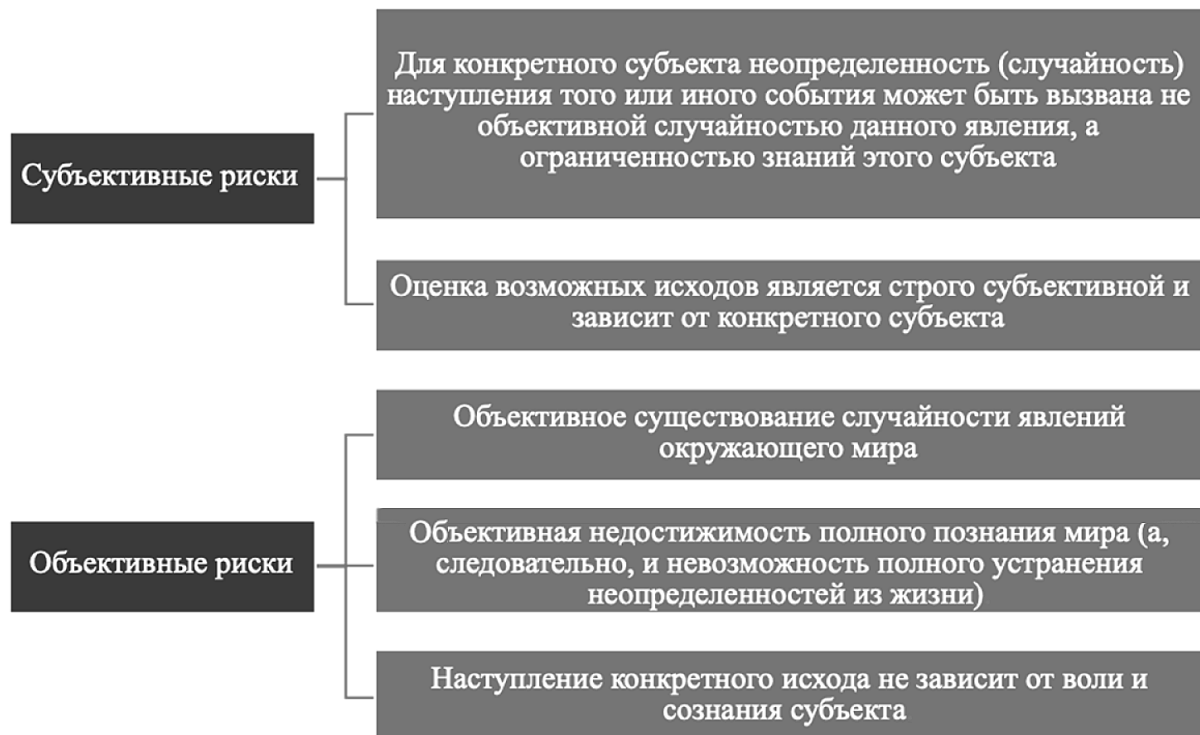 Субъективные риски
Для конкретного субъекта неопределенность (случайность)
наступления того или иного события может быть вызвана не
объективной случайностью данного явления, а
ограниченностью знаний этого субъекта
Оценка возможных исходов является строго субъективной и
зависит от конкретного субъекта
Объективные риски
Объективное существование случайности явлений
окружающего мира
Объективная недостижимость полного познания мира (а,
следовательно, и невозможность полного устранения
неопределенностей из жизни)
Наступление конкретного исхода не зависит от воли и
сознания субъекта